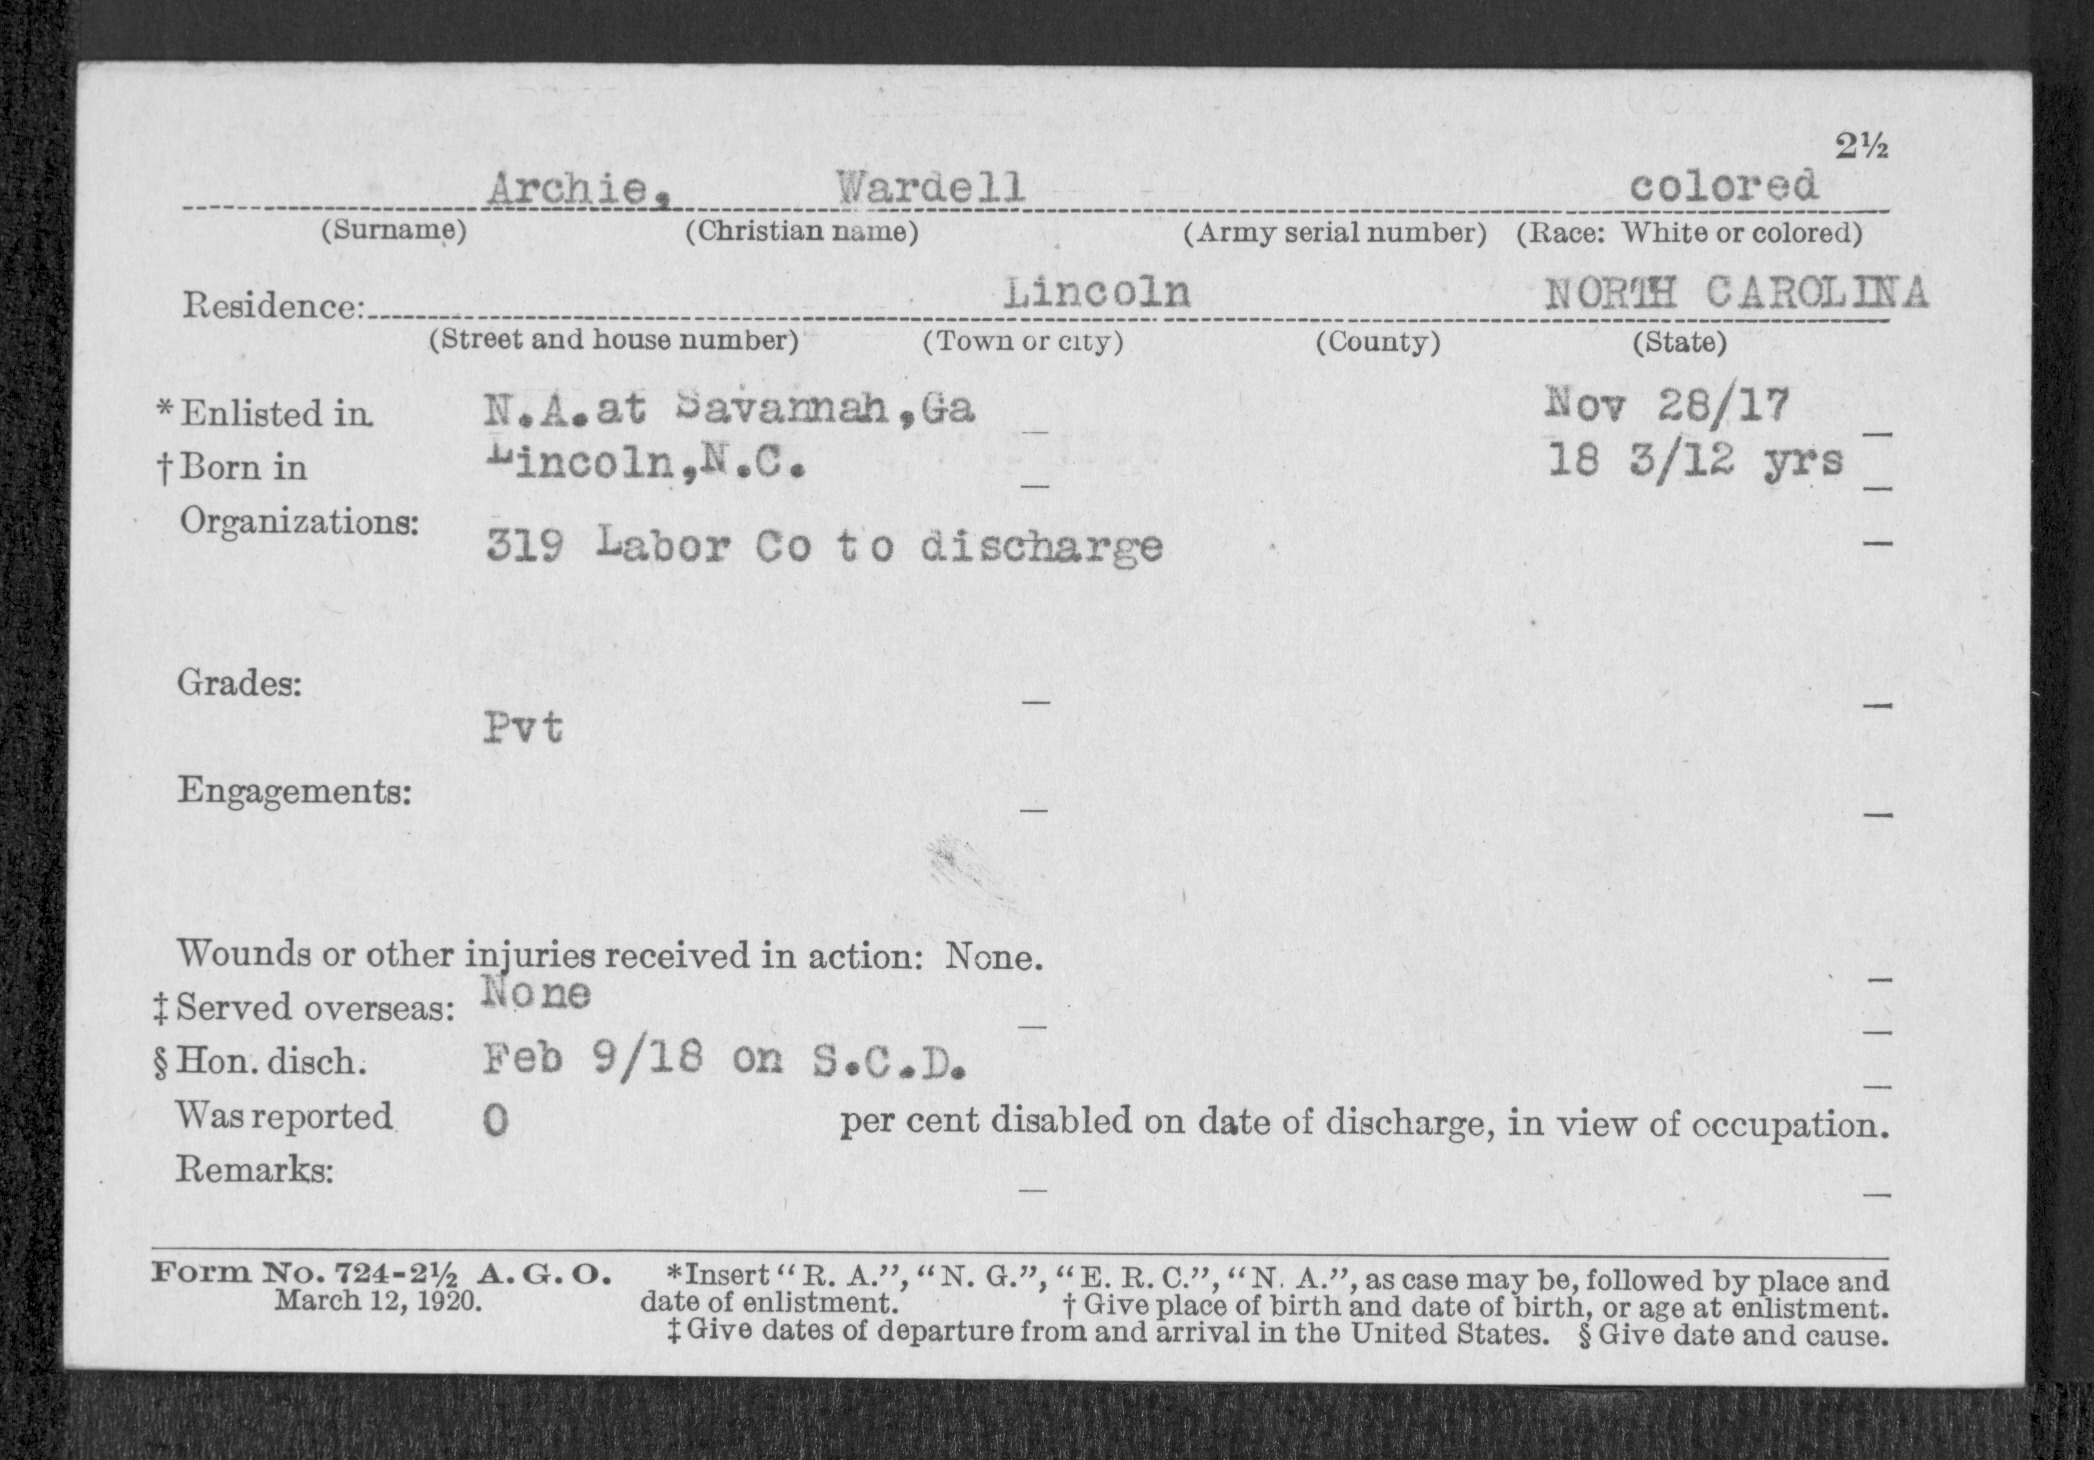 2½
Archie, Wardell colored
(Surname) (Christian name) (Army serial number) (Race: White or colored)
Residence: Lincoln NORTH CAROLINA
(Street and house number) (Town or city) (County) (State)
*Enlisted in N.A.at Savannah,Ga Nov 28/17
†Born in Lincoln,N.C. 18 3/12 yrs
Organizations: 319 Labor Co to discharge
Grades:
Pvt
Engagements:
Wounds or other injuries received in action: None.
‡Served overseas: None
§Hon. disch. Feb 9/18 on S.C.D.
Was reported 0 per cent disabled on date of discharge, in view of occupation.
Remarks:
Form No. 724-2½ A. G. O. *Insert "R. A.", "N. G.", "E. R. C.", "N. A.", as case may be, followed by place and
March 12, 1920. date of enlistment. †Give place of birth and date of birth, or age at enlistment.
‡Give dates of departure from and arrival in the United States. §Give date and cause.